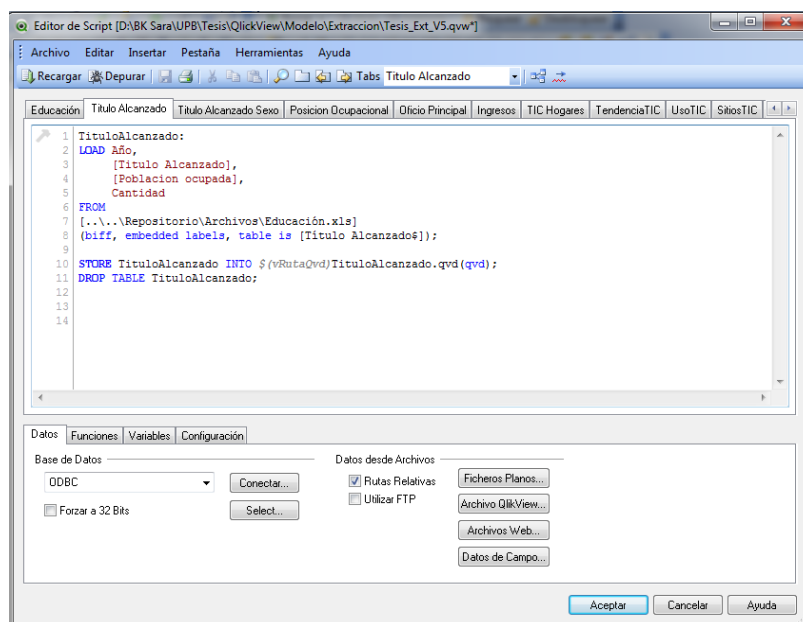 Editor de Script [D:\BK Sara\UPB\Tesis\QlickView\Modelo\Extraccion\Tesis_Ext_V5.qvw*]
Archivo Editar Insertar Pestaña Herramientas Ayuda
Recargar Depurar Tabs Titulo Alcanzado
Educación Titulo Alcanzado Titulo Alcanzado Sexo Posicion Ocupacional Oficio Principal Ingresos TIC Hogares TendenciaTIC UsoTIC SitiosTIC
1 TituloAlcanzado:
2 LOAD Año,
3 [Titulo Alcanzado],
4 [Poblacion ocupada],
5 Cantidad
6 FROM
7 [..\..\Repositorio\Archivos\Educación.xls]
8 (biff, embedded labels, table is [Titulo Alcanzado$]);
9
10 STORE TituloAlcanzado INTO $(vRutaQvd)TituloAlcanzado.qvd(qvd);
11 DROP TABLE TituloAlcanzado;
12
13
14
Datos Funciones Variables Configuración
Base de Datos Datos desde Archivos
ODBC Conectar... Rutas Relativas Ficheros Planos...
Forzar a 32 Bits Select... Utilizar FTP Archivo QlikView...
Archivos Web...
Datos de Campo...
Aceptar Cancelar Ayuda